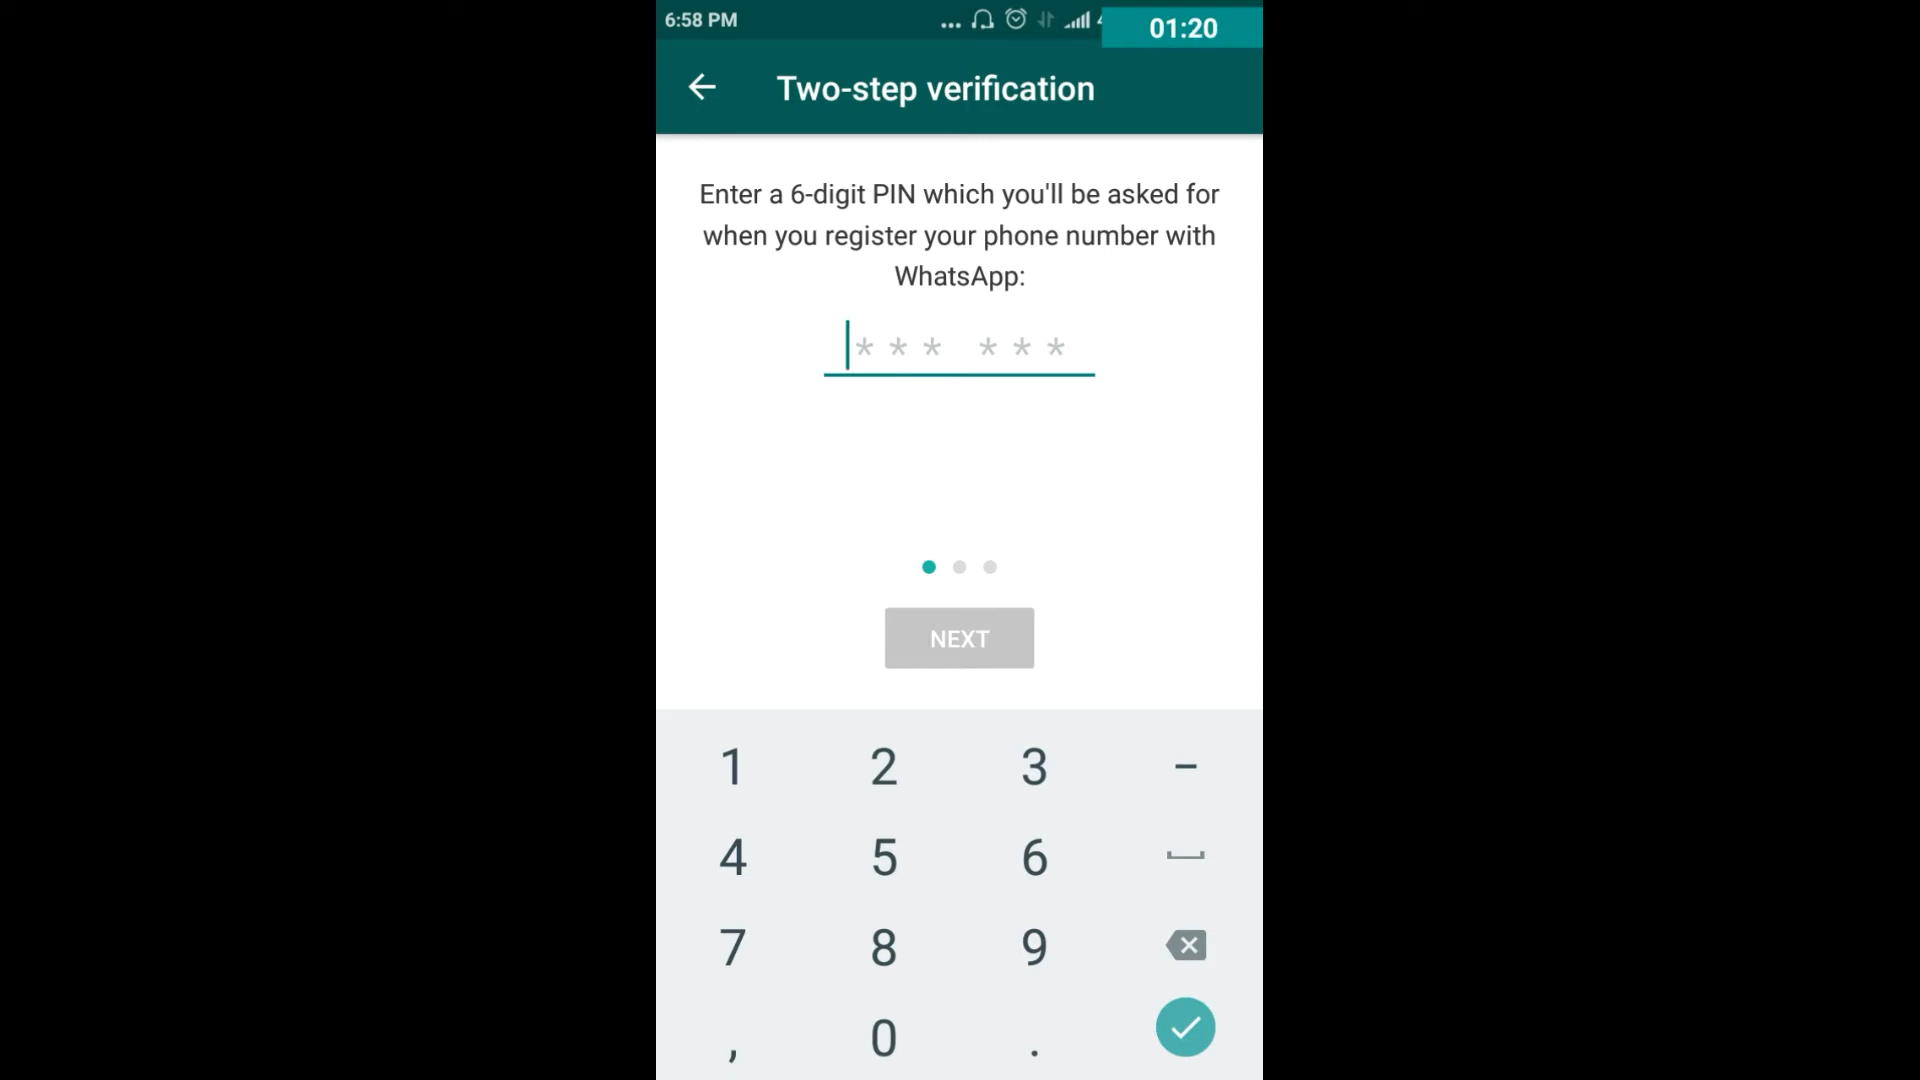 6:58 PM
01:20
Two-step verification
Enter a 6-digit PIN which you'll be asked for
when you register your phone number with
WhatsApp:
*** ***
NEXT
1 2 3 -
4 5 6
7 8 9
, 0 .